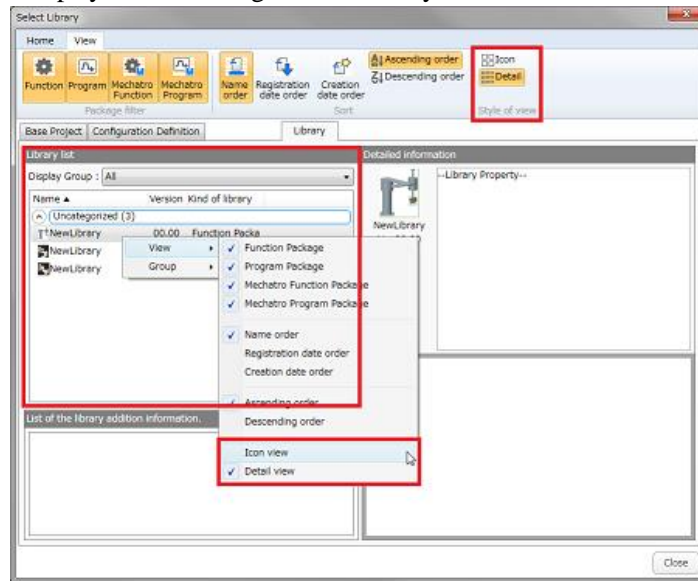 Select Library
Home View
Function Program Mechatro Function Mechatro Program
Package filter
Name order Registration date order Creation date order
Ascending order
Descending order
Sort
Icon
Detail
Style of view
Base Project Configuration Definition Library
Library list
Display Group : All
Name Version Kind of library
Uncategorized (3)
NewLibrary 00.00 Function Packa
NewLibrary
NewLibrary
View
Group
Function Package
Program Package
Mechatro Function Package
Mechatro Program Package
Name order
Registration date order
Creation date order
Ascending order
Descending order
Icon view
Detail view
List of the library addition information.
Detailed information
NewLibrary
--Library Property--
Close